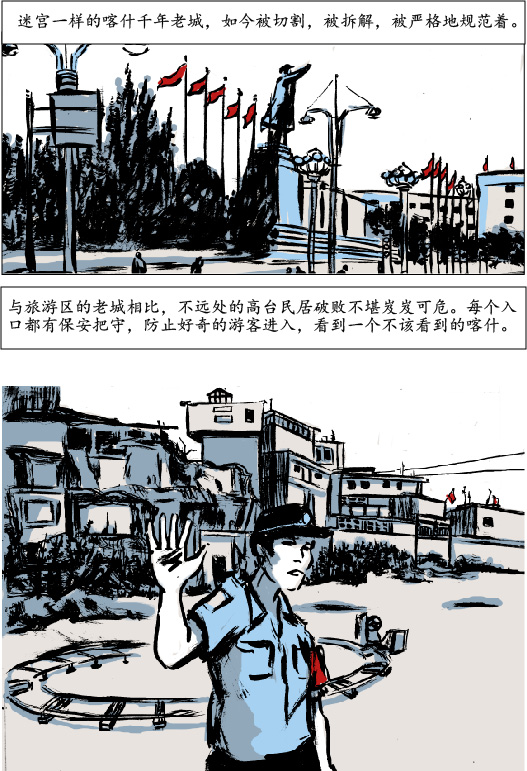 迷宫一样的喀什千年老城，如今被切割，被拆解，被严格地规范着。
与旅游区的老城相比，不远处的高台民居破败不堪岌岌可危。每个入
口都有保安把守，防止好奇的游客进入，看到一个不该看到的喀什。